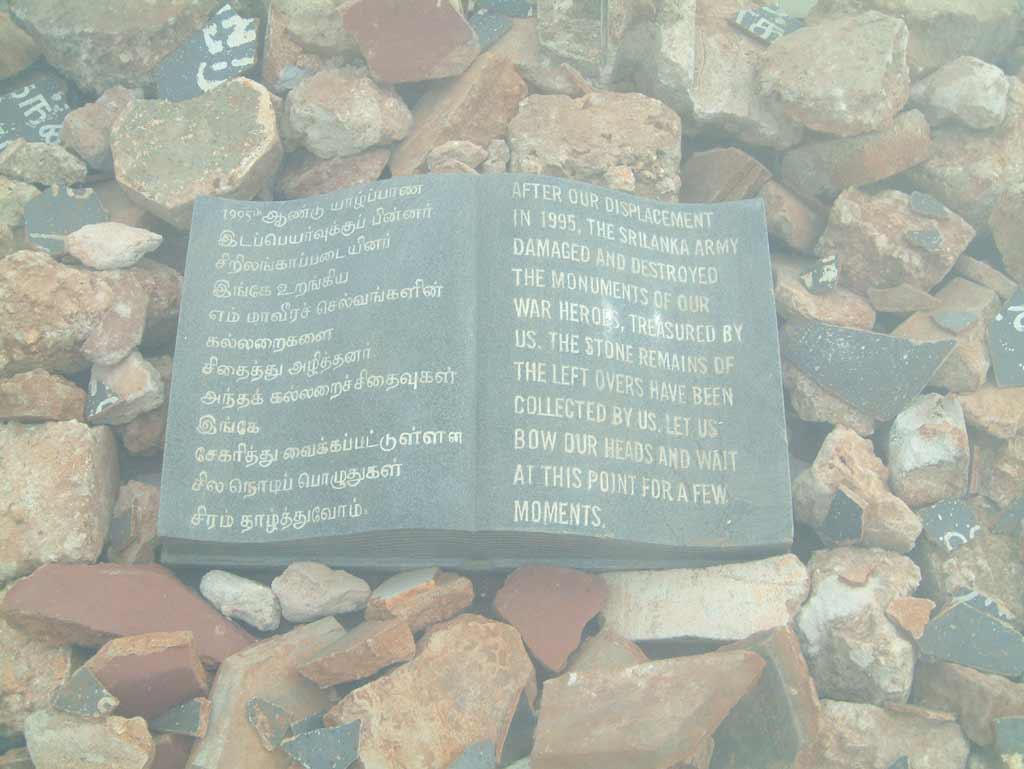 1995ம் ஆண்டு யாழ்ப்பாண
இடப்பெயர்வுக்குப் பின்னர்
சிறிலங்காப்படையினர்
இங்கே உறங்கிய
எம் மாவீரச் செல்வங்களின்
கல்லறைகளை
சிதைத்து அழித்தனர்
அந்தக் கல்லறைச்சிதைவுகள்
இங்கே
சேகரித்து வைக்கப்பட்டுள்ளன
சில நொடிப் பொழுதுகள்
சிரம் தாழ்த்துவோம்.
AFTER OUR DISPLACEMENT
IN 1995, THE SRILANKA ARMY
DAMAGED AND DESTROYED
THE MONUMENTS OF OUR
WAR HEROES, TREASURED BY
US. THE STONE REMAINS OF
THE LEFT OVERS HAVE BEEN
COLLECTED BY US. LET US
BOW OUR HEADS AND WAIT
AT THIS POINT FOR A FEW
MOMENTS.